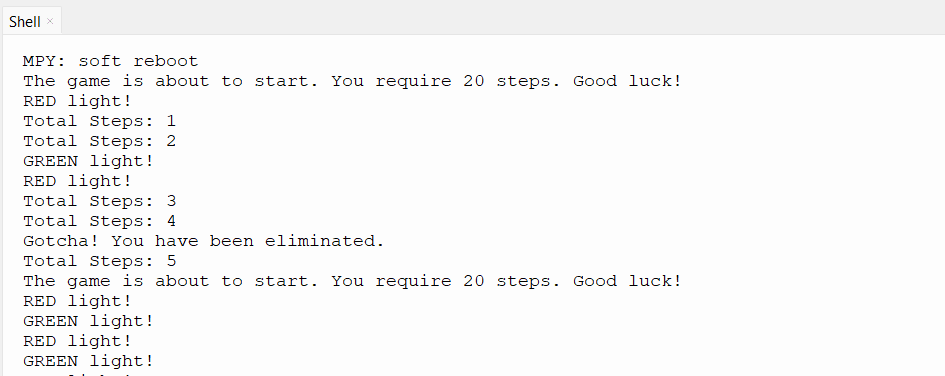 Shell ×
MPY: soft reboot
The game is about to start. You require 20 steps. Good luck!
RED light!
Total Steps: 1
Total Steps: 2
GREEN light!
RED light!
Total Steps: 3
Total Steps: 4
Gotcha! You have been eliminated.
Total Steps: 5
The game is about to start. You require 20 steps. Good luck!
RED light!
GREEN light!
RED light!
GREEN light!